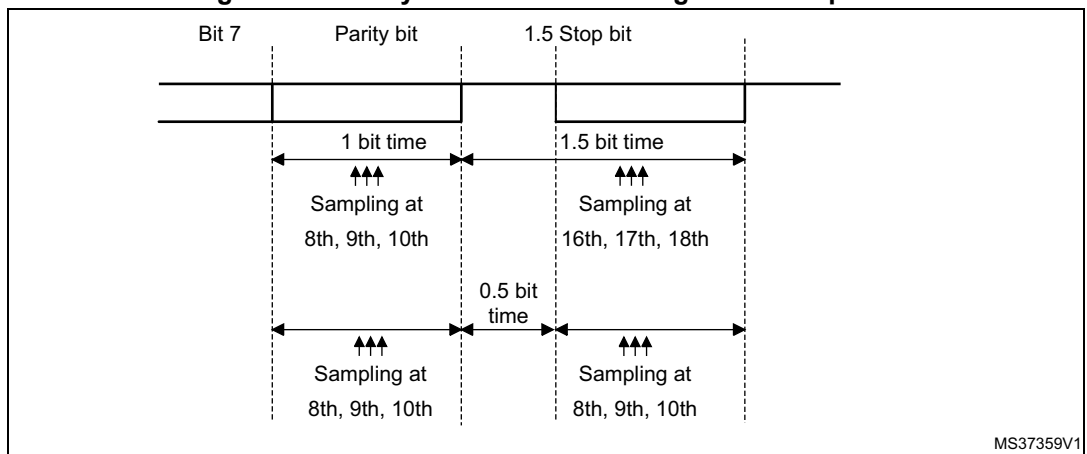 Bit 7 Parity bit 1.5 Stop bit
1 bit time 1.5 bit time
Sampling at Sampling at
8th, 9th, 10th 16th, 17th, 18th
0.5 bit
time
Sampling at Sampling at
8th, 9th, 10th 8th, 9th, 10th
MS37359V1